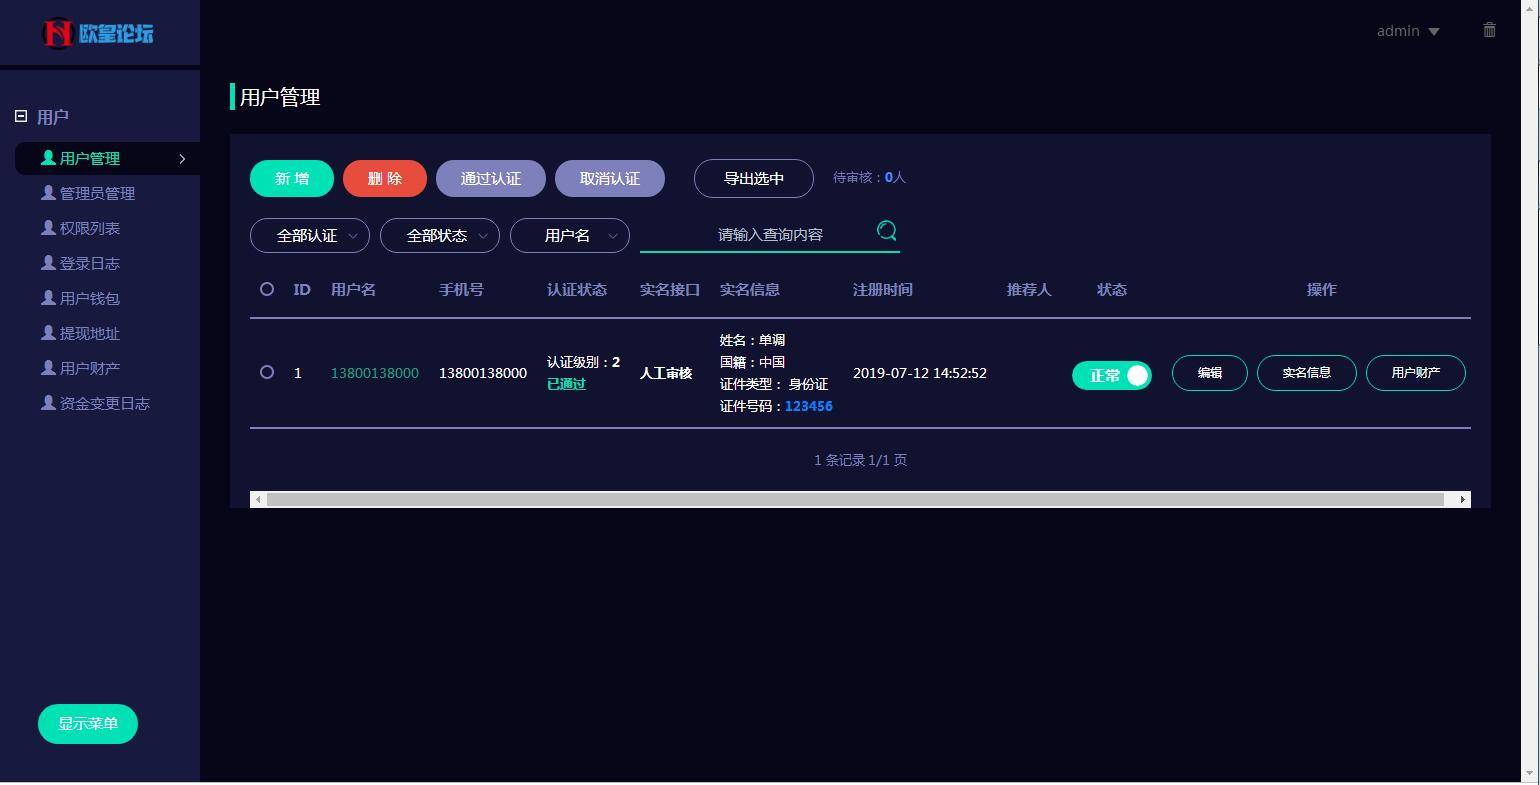 欧皇论坛
admin
用户
用户管理
管理员管理
权限列表
登录日志
用户钱包
提现地址
用户财产
资金变更日志
显示菜单
用户管理
新 增 删 除 通过认证 取消认证 导出选中 待审核：0人
全部认证 全部状态 用户名 请输入查询内容
ID 用户名 手机号 认证状态 实名接口 实名信息 注册时间 推荐人 状态 操作
1 13800138000 13800138000 认证级别：2 已通过 人工审核 姓名：单调
国籍：中国
证件类型： 身份证
证件号码：123456
2019-07-12 14:52:52 正常 编辑 实名信息 用户财产
1 条记录 1/1 页